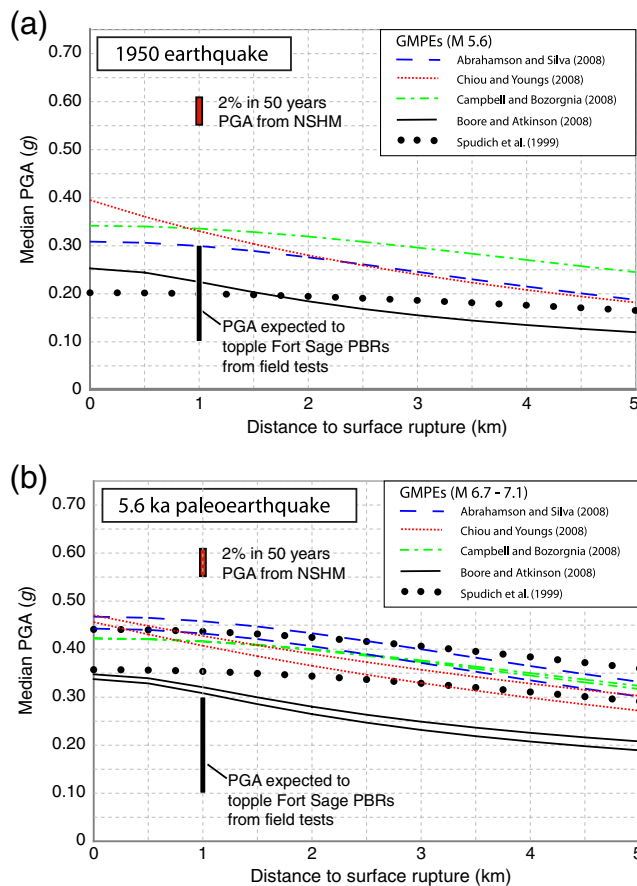 (a)
1950 earthquake
GMPEs (M 5.6)
Abrahamson and Silva (2008)
Chiou and Youngs (2008)
Campbell and Bozorgnia (2008)
Boore and Atkinson (2008)
Spudich et al. (1999)
2% in 50 years
PGA from NSHM
PGA expected to
topple Fort Sage PBRs
from field tests
Median PGA (g)
0.70
0.60
0.50
0.40
0.30
0.20
0.10
0
0 1 2 3 4 5
Distance to surface rupture (km)
(b)
5.6 ka paleoearthquake
GMPEs (M 6.7 - 7.1)
Abrahamson and Silva (2008)
Chiou and Youngs (2008)
Campbell and Bozorgnia (2008)
Boore and Atkinson (2008)
Spudich et al. (1999)
2% in 50 years
PGA from NSHM
PGA expected to
topple Fort Sage PBRs
from field tests
Median PGA (g)
0.70
0.60
0.50
0.40
0.30
0.20
0.10
0
0 1 2 3 4 5
Distance to surface rupture (km)